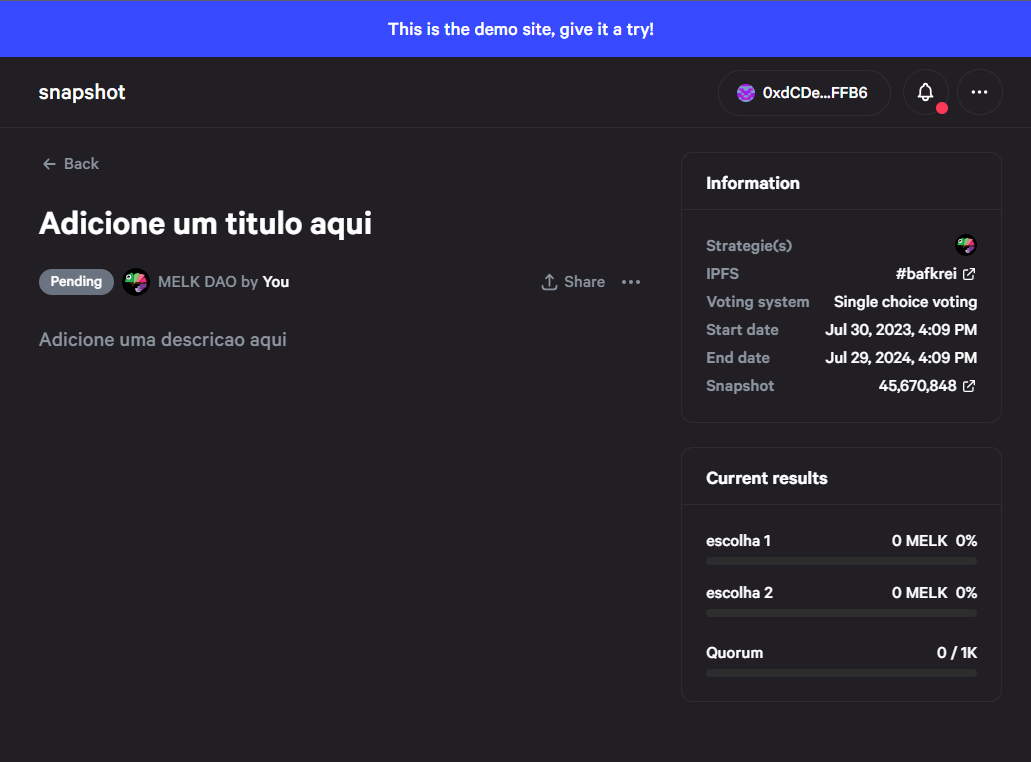 This is the demo site, give it a try!
snapshot
0xdCDe...FFB6
Back
Adicione um titulo aqui
Pending
MELK DAO by You
Share
Adicione uma descricao aqui
Information
Strategie(s)
IPFS #bafkrei
Voting system Single choice voting
Start date Jul 30, 2023, 4:09 PM
End date Jul 29, 2024, 4:09 PM
Snapshot 45,670,848
Current results
escolha 1 0 MELK 0%
escolha 2 0 MELK 0%
Quorum 0 / 1K